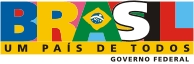 BRASIL
UM PAÍS DE TODOS
GOVERNO FEDERAL